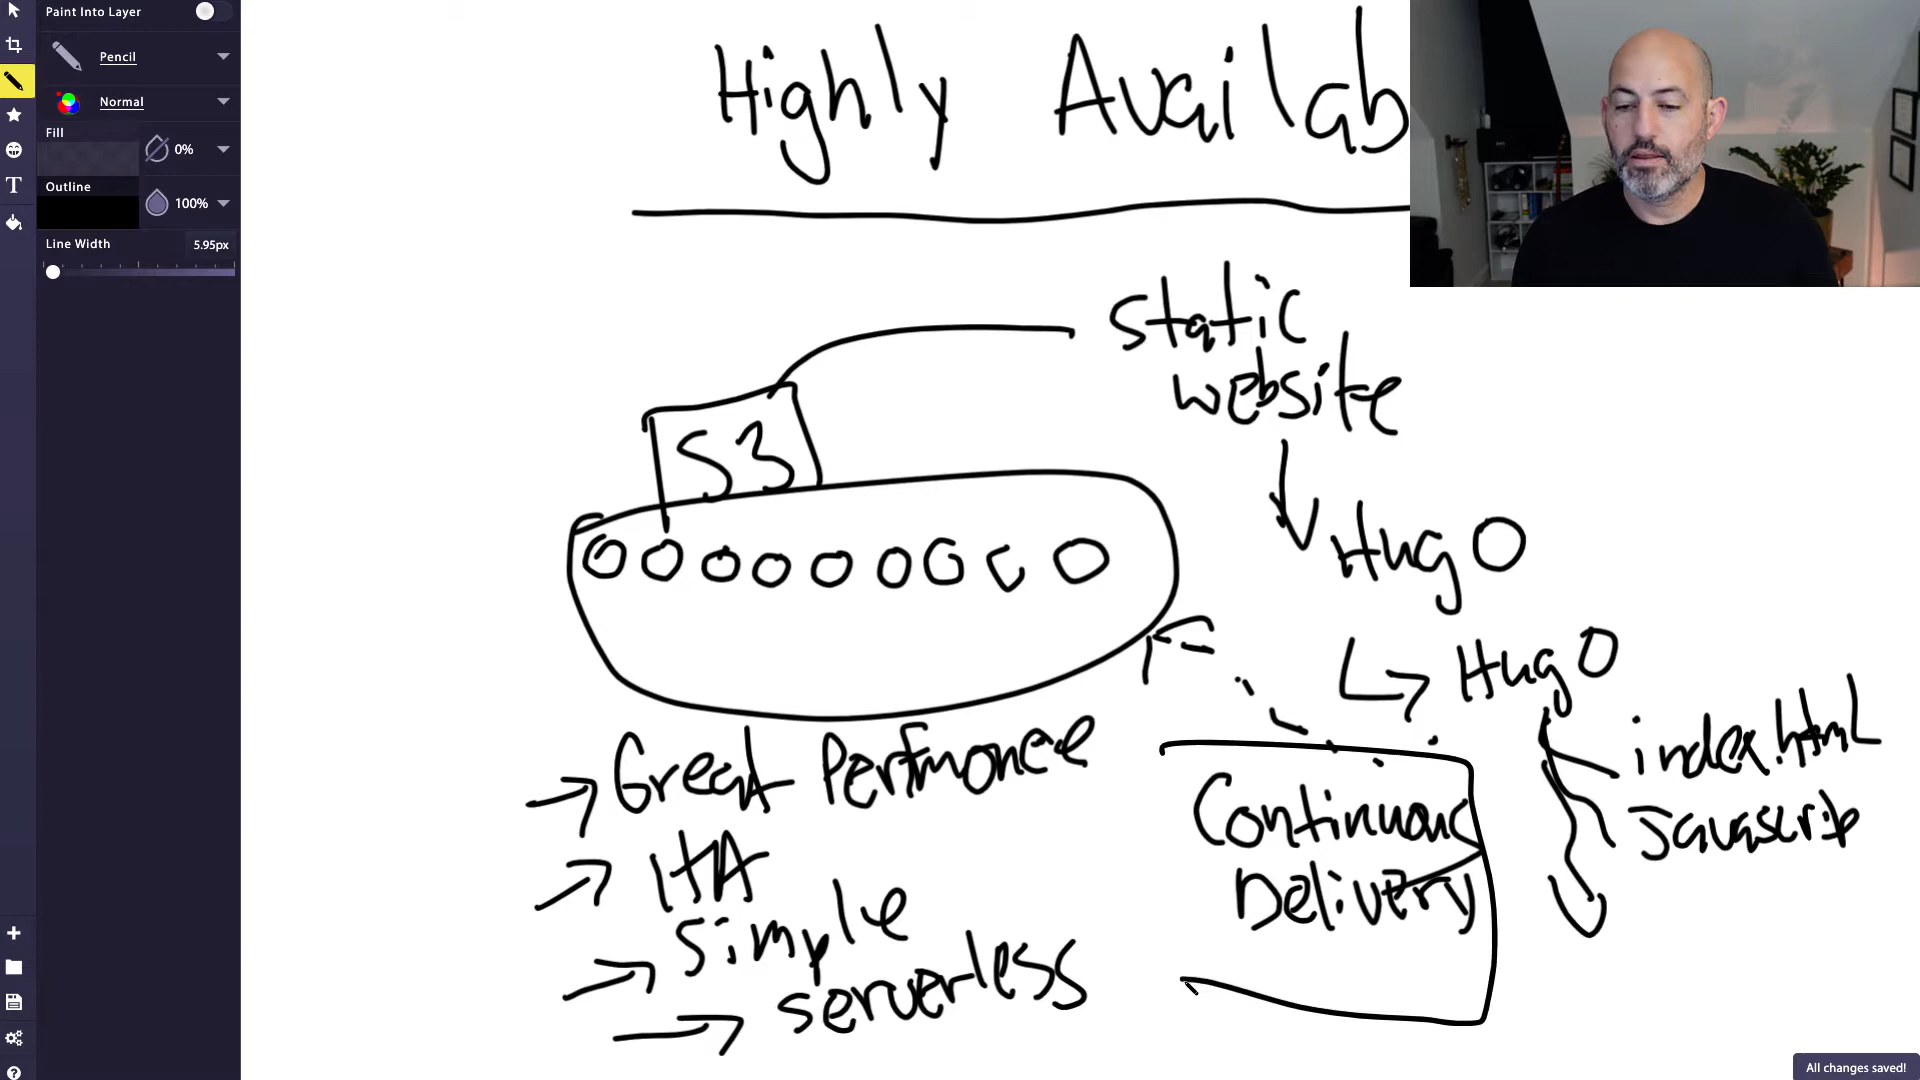 Paint Into Layer
Pencil
Normal
Fill
0%
Outline
100%
Line Width
5.95px
Highly Availab
static
website
S3
Hugo
Hugo
index.html
Javascrip
Great Perfmonce
HA
Simple
serverless
Continuous
Delivery
All changes saved!